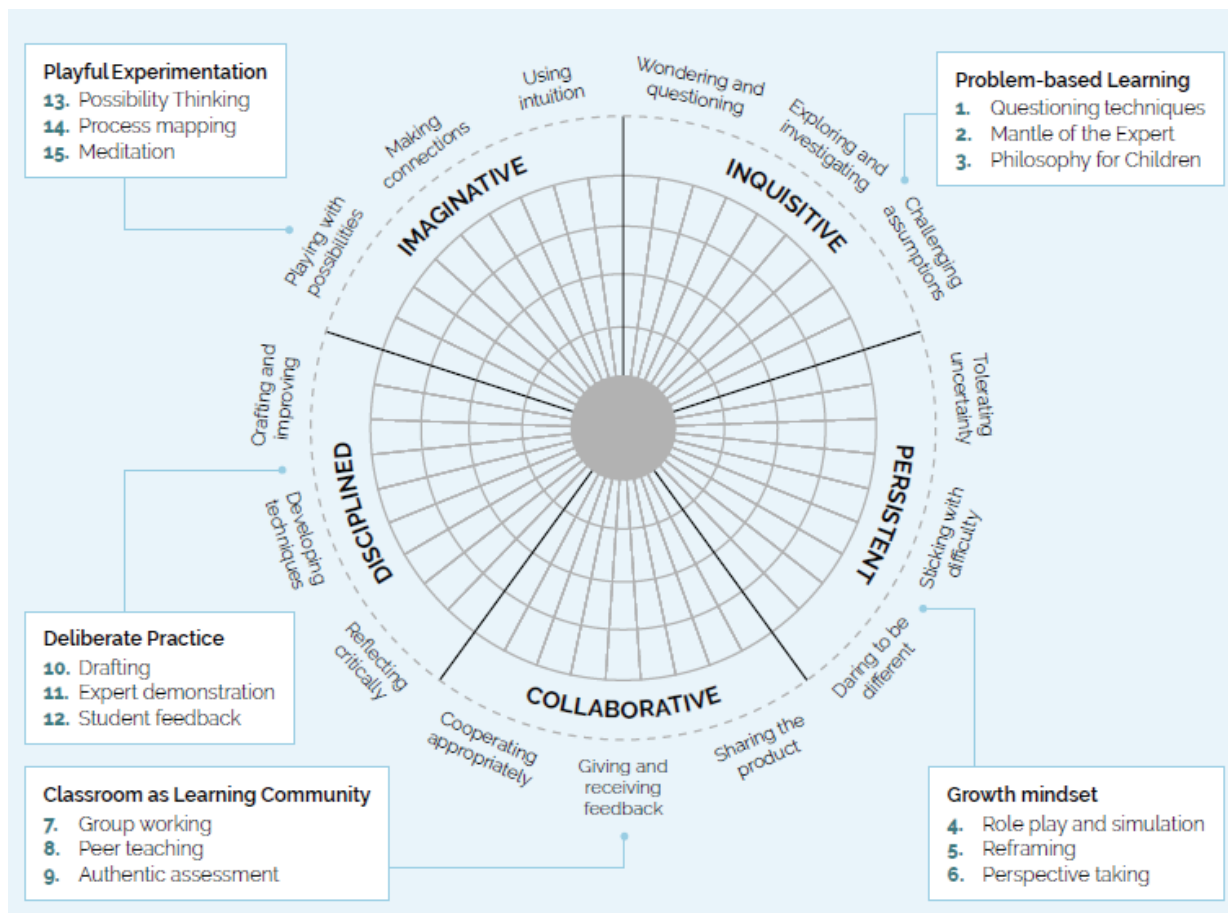 Playful Experimentation
13. Possibility Thinking
14. Process mapping
15. Meditation
Problem-based Learning
1. Questioning techniques
2. Mantle of the Expert
3. Philosophy for Children
IMAGINATIVE
Playing with
possibilities
Making
connections
Using
intuition
INQUISITIVE
Wondering and
questioning
Exploring and
investigating
Challenging
assumptions
PERSISTENT
Tolerating
uncertainty
Sticking with
difficulty
Daring to be
different
COLLABORATIVE
Sharing the
product
Giving and
receiving
feedback
Cooperating
appropriately
DISCIPLINED
Reflecting
critically
Developing
techniques
Crafting and
improving
Deliberate Practice
10. Drafting
11. Expert demonstration
12. Student feedback
Classroom as Learning Community
7. Group working
8. Peer teaching
9. Authentic assessment
Growth mindset
4. Role play and simulation
5. Reframing
6. Perspective taking